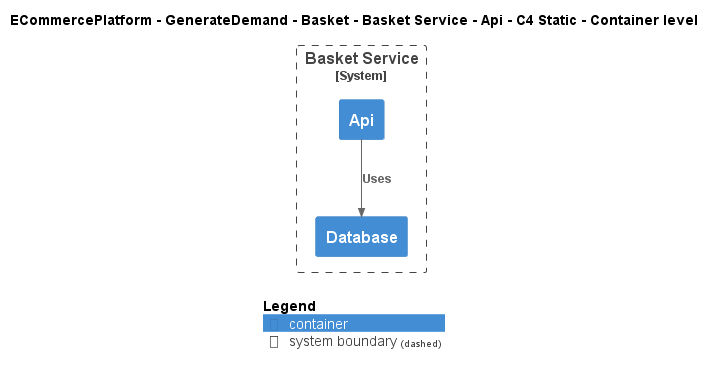 ECommercePlatform - GenerateDemand - Basket - Basket Service - Api - C4 Static - Container level
Basket Service
[System]
Api
Uses
Database
Legend
container
system boundary (dashed)